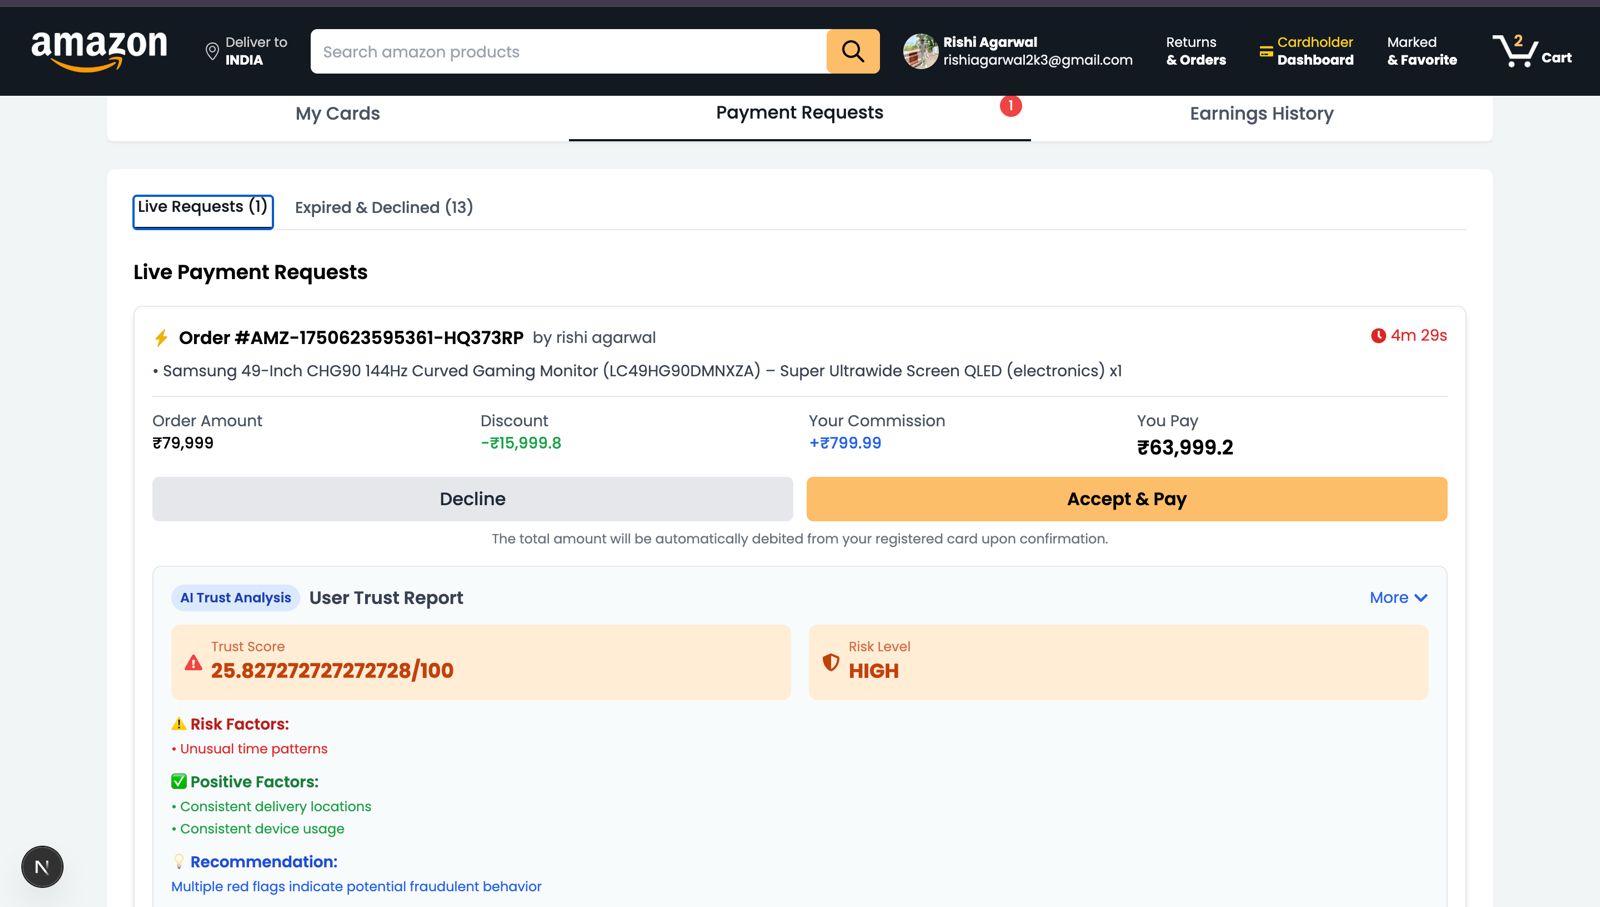 amazon
Deliver to
INDIA
Search amazon products
Rishi Agarwal
rishiagarwal2k3@gmail.com
Returns
& Orders
Cardholder
Dashboard
Marked
& Favorite
2
Cart
My Cards
Payment Requests
1
Earnings History
Live Requests (1)
Expired & Declined (13)
Live Payment Requests
Order #AMZ-1750623595361-HQ373RP by rishi agarwal
4m 29s
• Samsung 49-Inch CHG90 144Hz Curved Gaming Monitor (LC49HG90DMNXZA) – Super Ultrawide Screen QLED (electronics) x1
Order Amount
₹79,999
Discount
-₹15,999.8
Your Commission
+₹799.99
You Pay
₹63,999.2
Decline
Accept & Pay
The total amount will be automatically debited from your registered card upon confirmation.
AI Trust Analysis
User Trust Report
More
Trust Score
25.827272727272728/100
Risk Level
HIGH
Risk Factors:
• Unusual time patterns
Positive Factors:
• Consistent delivery locations
• Consistent device usage
Recommendation:
Multiple red flags indicate potential fraudulent behavior
N